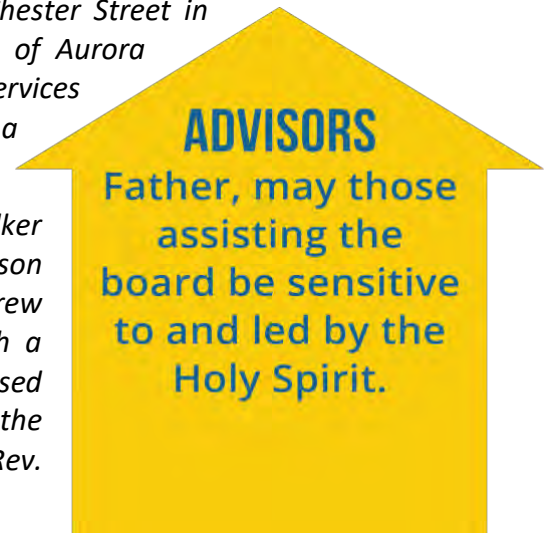 hester Street in
of Aurora
ervices
a
lker
son
rew
h a
sed
the
Rev.
ADVISORS
Father, may those
assisting the
board be sensitive
to and led by the
Holy Spirit.